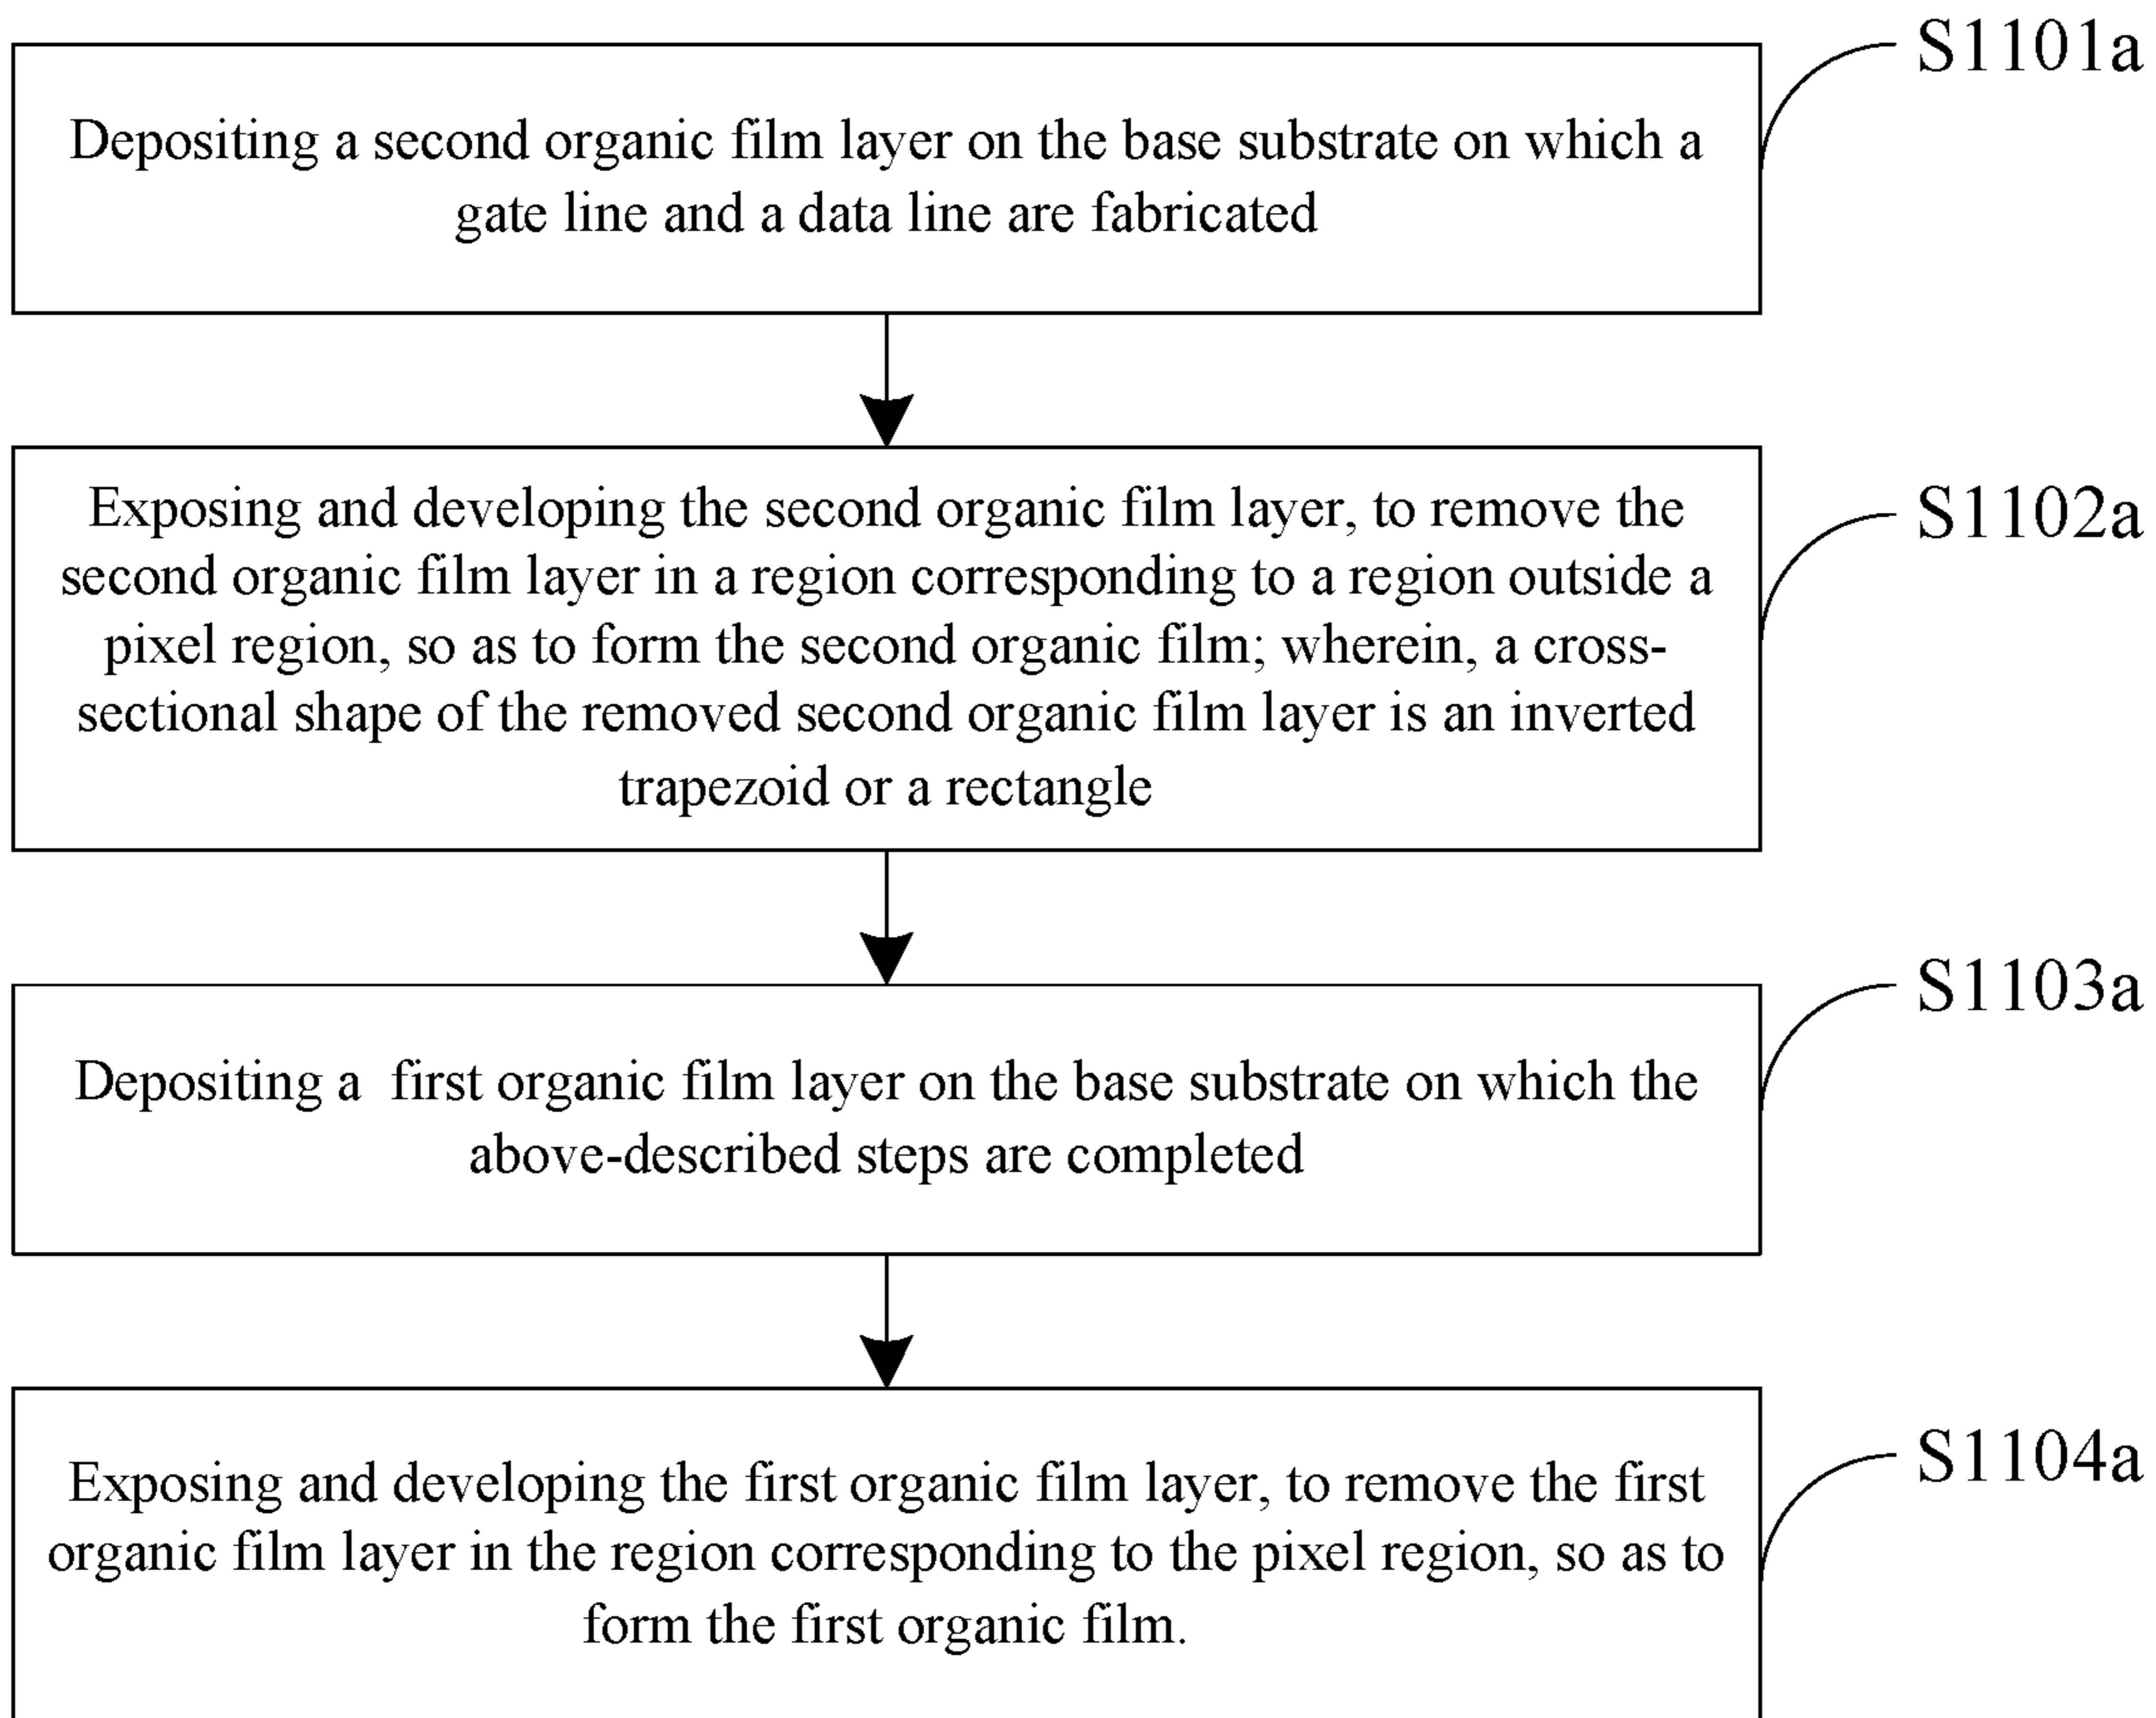 S1101a
Depositing a second organic film layer on the base substrate on which a
gate line and a data line are fabricated
S1102a
Exposing and developing the second organic film layer, to remove the
second organic film layer in a region corresponding to a region outside a
pixel region, so as to form the second organic film; wherein, a cross-
sectional shape of the removed second organic film layer is an inverted
trapezoid or a rectangle
S1103a
Depositing a first organic film layer on the base substrate on which the
above-described steps are completed
S1104a
Exposing and developing the first organic film layer, to remove the first
organic film layer in the region corresponding to the pixel region, so as to
form the first organic film.